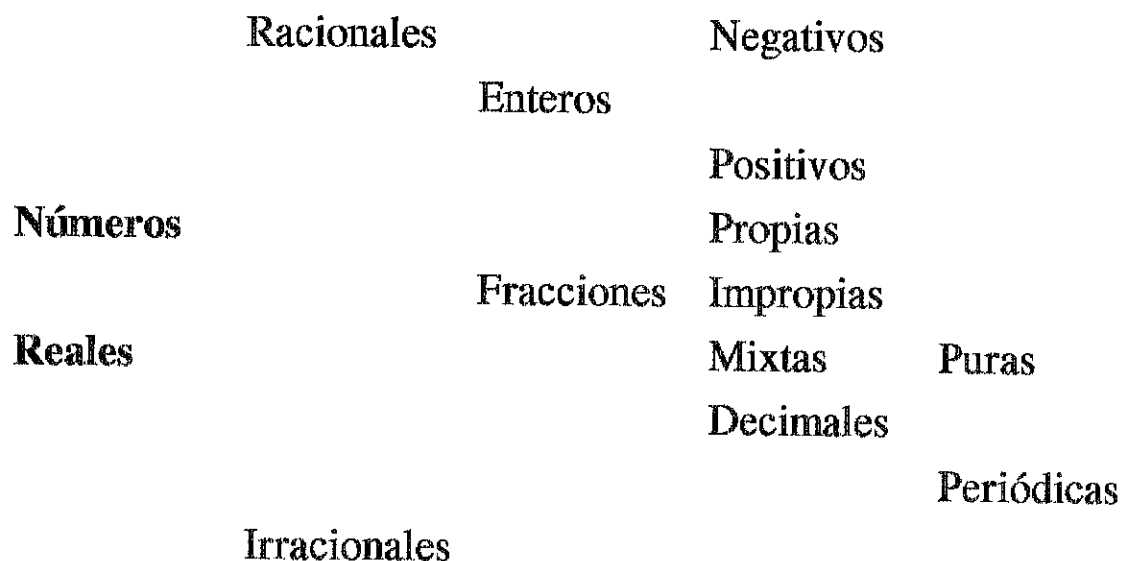 Racionales Negativos
Enteros
Positivos
Números Propias
Fracciones Impropias
Reales Mixtas Puras
Decimales
Periódicas
Irracionales